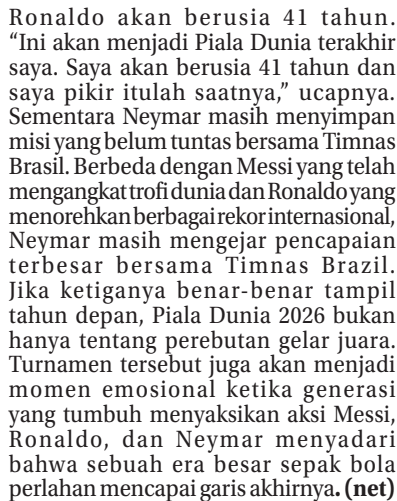 Ronaldo akan berusia 41 tahun.
“Ini akan menjadi Piala Dunia terakhir
saya. Saya akan berusia 41 tahun dan
saya pikir itulah saatnya,” ucapnya.
Sementara Neymar masih menyimpan
misi yang belum tuntas bersama Timnas
Brasil. Berbeda dengan Messi yang telah
mengangkat trofi dunia dan Ronaldo yang
menorehkan berbagai rekor internasional,
Neymar masih mengejar pencapaian
terbesar bersama Timnas Brazil.
Jika ketiganya benar-benar tampil
tahun depan, Piala Dunia 2026 bukan
hanya tentang perebutan gelar juara.
Turnamen tersebut juga akan menjadi
momen emosional ketika generasi
yang tumbuh menyaksikan aksi Messi,
Ronaldo, dan Neymar menyadari
bahwa sebuah era besar sepak bola
perlahan mencapai garis akhirnya. (net)